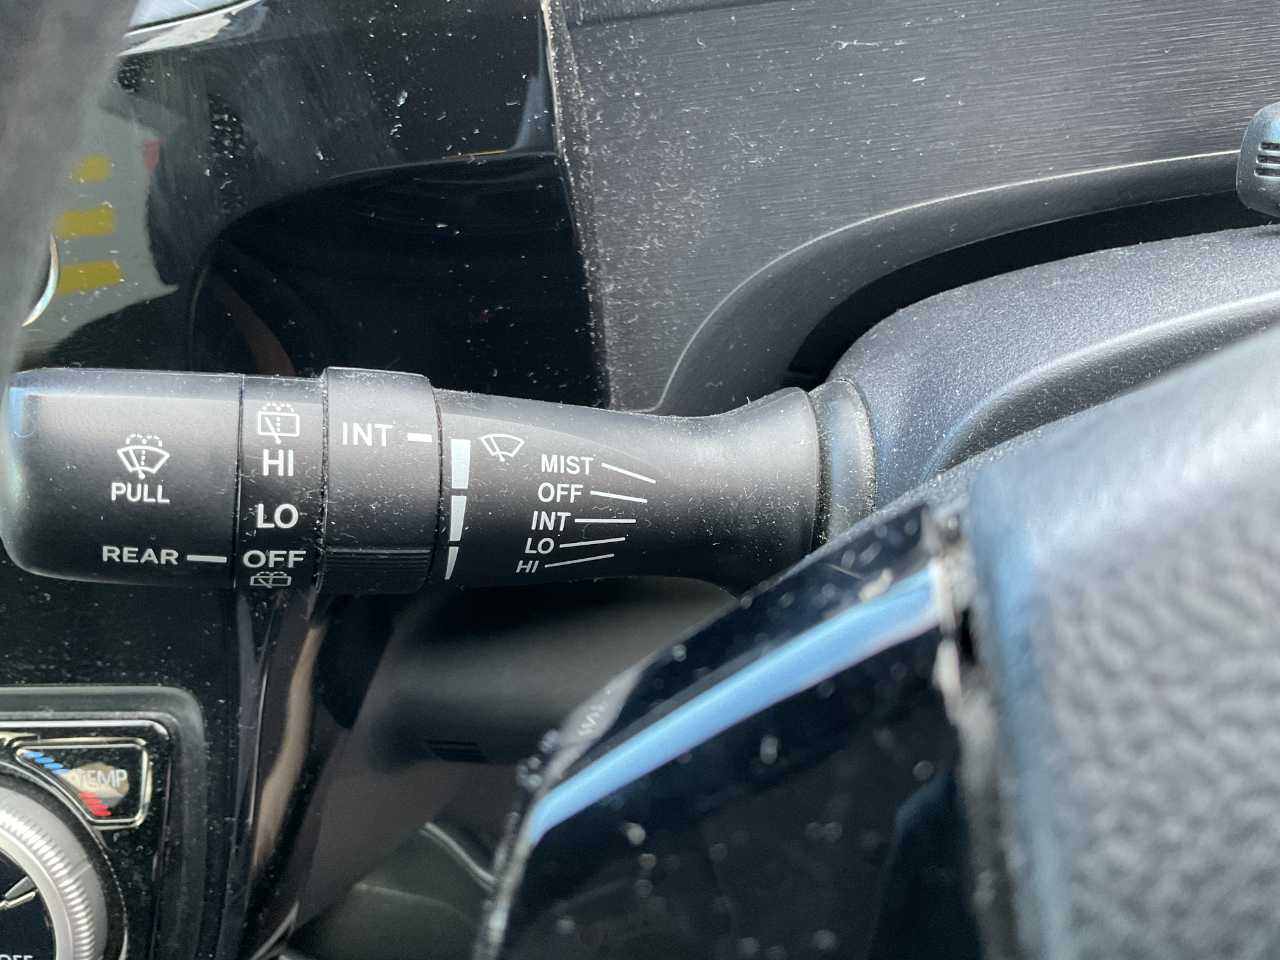 PULL
REAR
HI
LO
OFF
INT
MIST
OFF
INT
LO
HI
TEMP